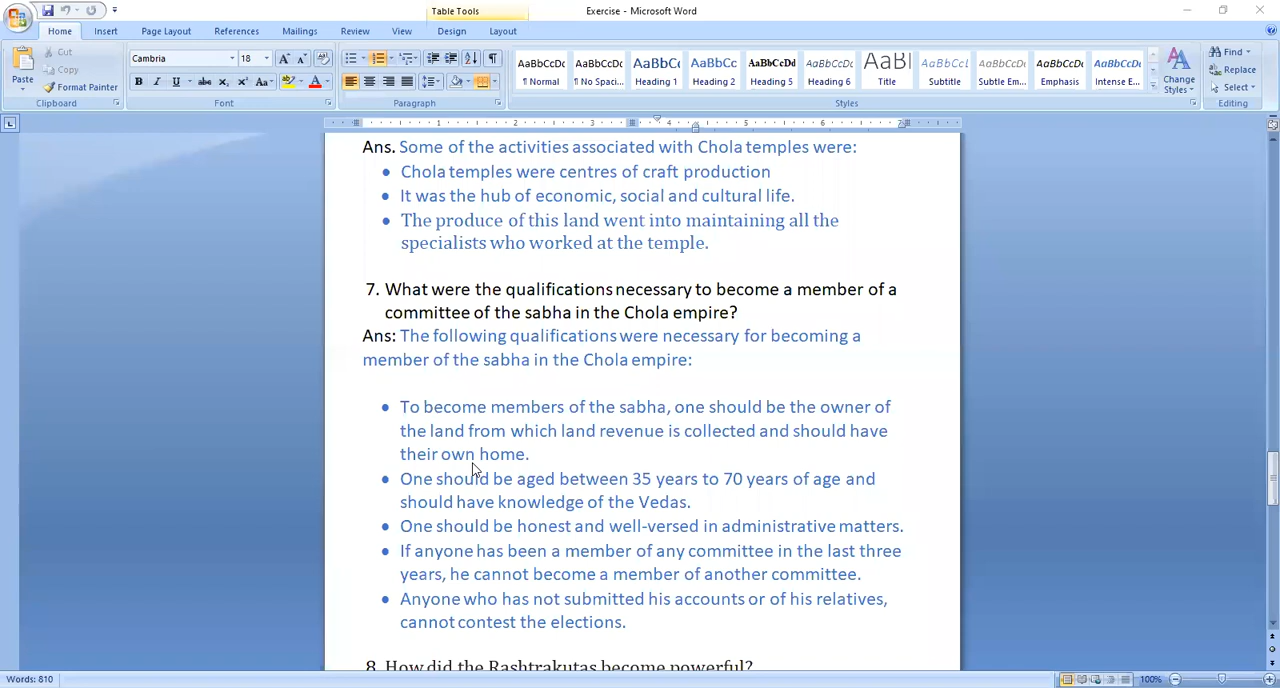 Table Tools
Exercise - Microsoft Word
Home Insert Page Layout References Mailings Review View Design Layout
Paste
Cut
Copy
Format Painter
Cambria 18
AaBbCcDc AaBbCcDc AaBbC AaBbCc AaBbCcDd AaBbCcDc AaBl AaBbCcl AaBbCcDc AaBbCcDc AaBbCcDc
¶ Normal ¶ No Spaci... Heading 1 Heading 2 Heading 5 Heading 6 Title Subtitle Subtle Em... Emphasis Intense E...
Change
Styles
Find
Replace
Select
Clipboard Font Paragraph Styles Editing
1 2 3 4 5 6 7
Ans. Some of the activities associated with Chola temples were:
• Chola temples were centres of craft production
• It was the hub of economic, social and cultural life.
• The produce of this land went into maintaining all the
specialists who worked at the temple.
7. What were the qualifications necessary to become a member of a
committee of the sabha in the Chola empire?
Ans: The following qualifications were necessary for becoming a
member of the sabha in the Chola empire:
• To become members of the sabha, one should be the owner of
the land from which land revenue is collected and should have
their own home.
• One should be aged between 35 years to 70 years of age and
should have knowledge of the Vedas.
• One should be honest and well-versed in administrative matters.
• If anyone has been a member of any committee in the last three
years, he cannot become a member of another committee.
• Anyone who has not submitted his accounts or of his relatives,
cannot contest the elections.
8. How did the Rashtrakutas become powerful?
Words: 810
100%